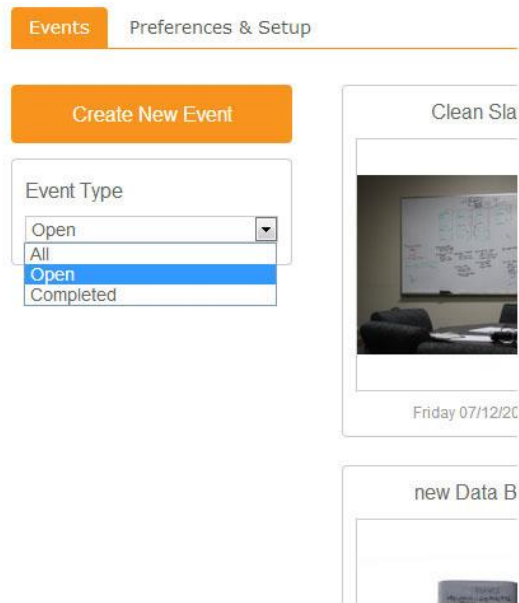 Events Preferences & Setup
Create New Event
Event Type
Open
All
Open
Completed
Clean Sla
Friday 07/12/20
new Data B